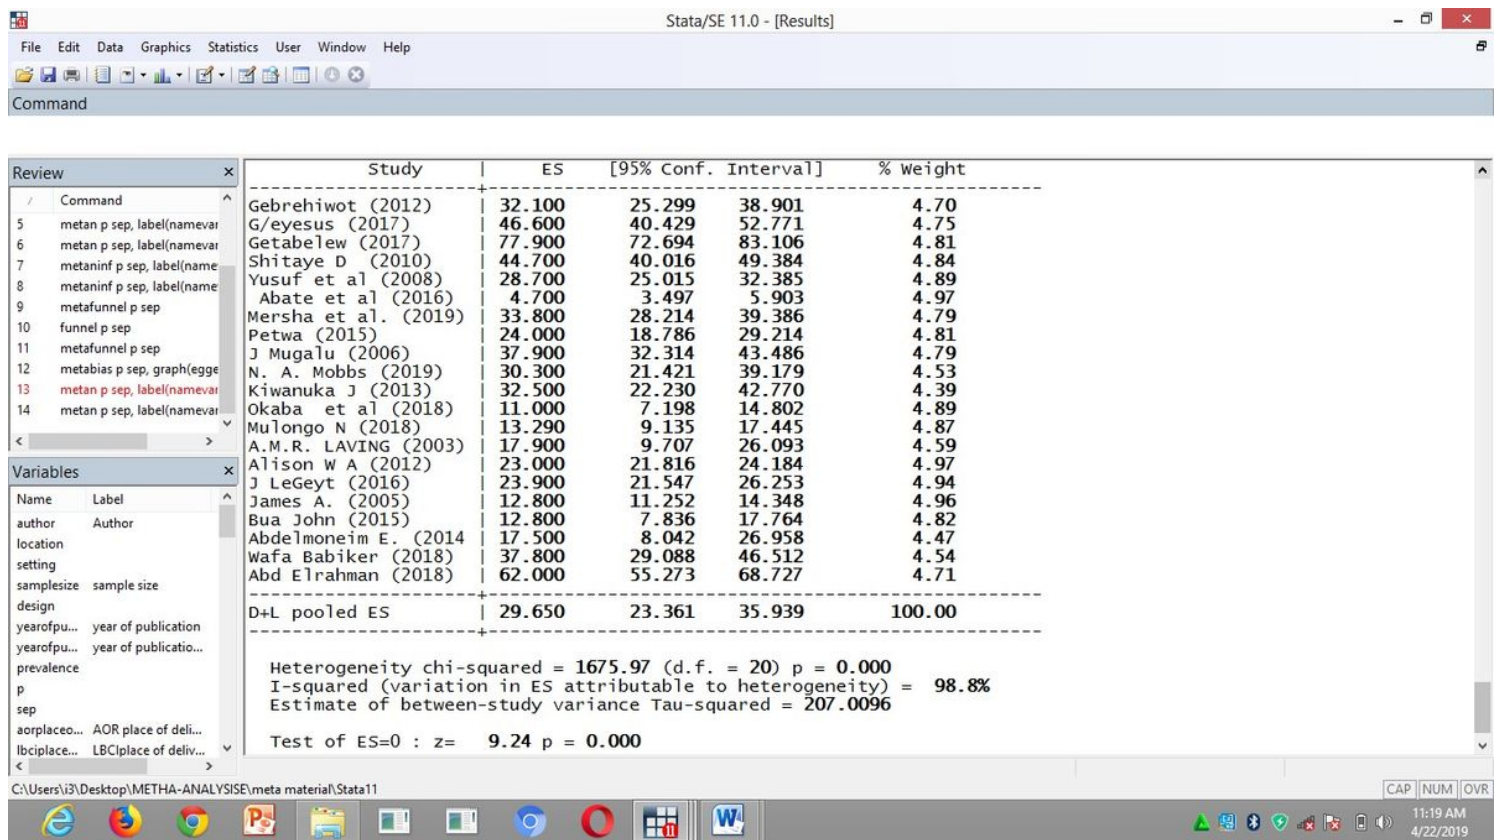 Stata/SE 11.0 - [Results]
File Edit Data Graphics Statistics User Window Help
Command
Review
Command
5 metan p sep, label(namevar
6 metan p sep, label(namevar
7 metaninf p sep, label(name
8 metaninf p sep, label(name
9 metafunnel p sep
10 funnel p sep
11 metafunnel p sep
12 metabias p sep, graph(egge
13 metan p sep, label(namevar
14 metan p sep, label(namevar
Variables
Name Label
author Author
location
setting
samplesize sample size
design
yearofpu... year of publication
yearofpu... year of publicatio...
prevalence
p
sep
aorplaceo... AOR place of deli...
lbciplace... LBCIplace of deliv...
Study | ES [95% Conf. Interval] % Weight
Gebrehiwot (2012) | 32.100 25.299 38.901 4.70
G/eyesus (2017) | 46.600 40.429 52.771 4.75
Getabelew (2017) | 77.900 72.694 83.106 4.81
Shitaye D (2010) | 44.700 40.016 49.384 4.84
Yusuf et al (2008) | 28.700 25.015 32.385 4.89
Abate et al (2016) | 4.700 3.497 5.903 4.97
Mersha et al. (2019) | 33.800 28.214 39.386 4.79
Petwa (2015) | 24.000 18.786 29.214 4.81
J Mugalu (2006) | 37.900 32.314 43.486 4.79
N. A. Mobbs (2019) | 30.300 21.421 39.179 4.53
Kiwanuka J (2013) | 32.500 22.230 42.770 4.39
Okaba et al (2018) | 11.000 7.198 14.802 4.89
Mulongo N (2018) | 13.290 9.135 17.445 4.87
A.M.R. LAVING (2003) | 17.900 9.707 26.093 4.59
Alison W A (2012) | 23.000 21.816 24.184 4.97
J LeGeyt (2016) | 23.900 21.547 26.253 4.94
James A. (2005) | 12.800 11.252 14.348 4.96
Bua John (2015) | 12.800 7.836 17.764 4.82
Abdelmoneim E. (2014 | 17.500 8.042 26.958 4.47
Wafa Babiker (2018) | 37.800 29.088 46.512 4.54
Abd Elrahman (2018) | 62.000 55.273 68.727 4.71
D+L pooled ES | 29.650 23.361 35.939 100.00
Heterogeneity chi-squared = 1675.97 (d.f. = 20) p = 0.000
I-squared (variation in ES attributable to heterogeneity) = 98.8%
Estimate of between-study variance Tau-squared = 207.0096
Test of ES=0 : z= 9.24 p = 0.000
C:\Users\i3\Desktop\METHA-ANALYSISE\meta material\Stata11
CAP NUM OVR
11:19 AM
4/22/2019